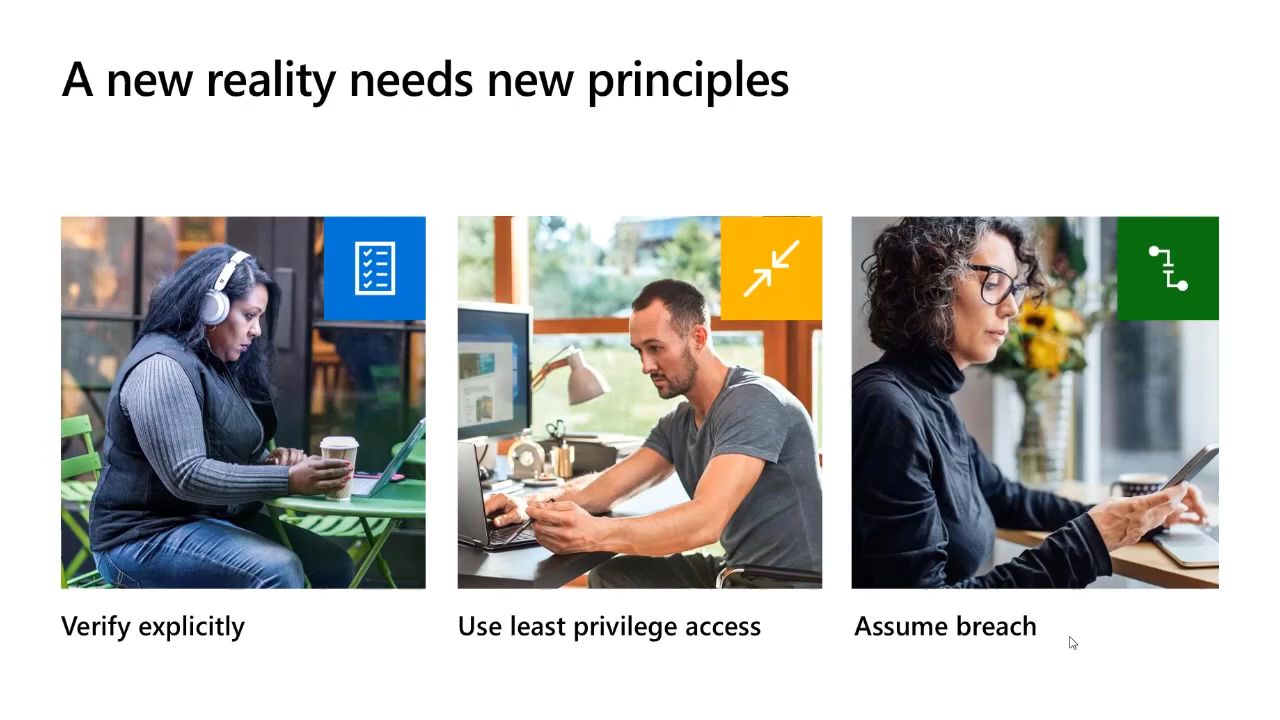 A new reality needs new principles
Verify explicitly
Use least privilege access
Assume breach